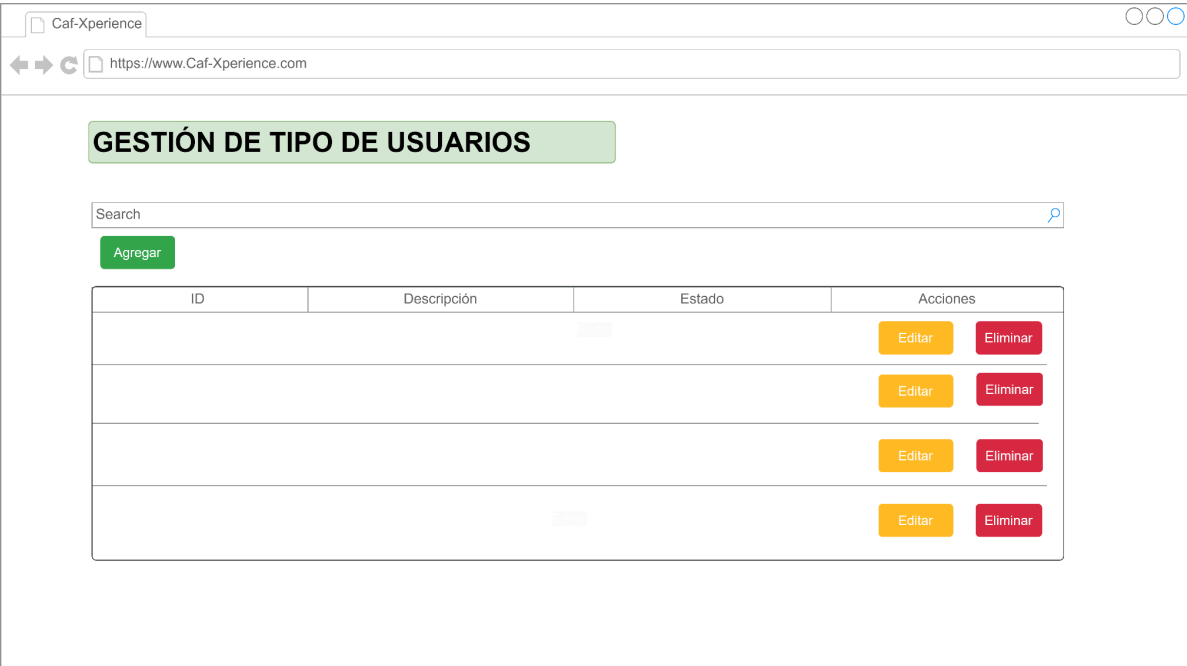 Caf-Xperience
https://www.Caf-Xperience.com
GESTIÓN DE TIPO DE USUARIOS
Search
Agregar
ID Descripción Estado Acciones
Editar Eliminar
Editar Eliminar
Editar Eliminar
Editar Eliminar